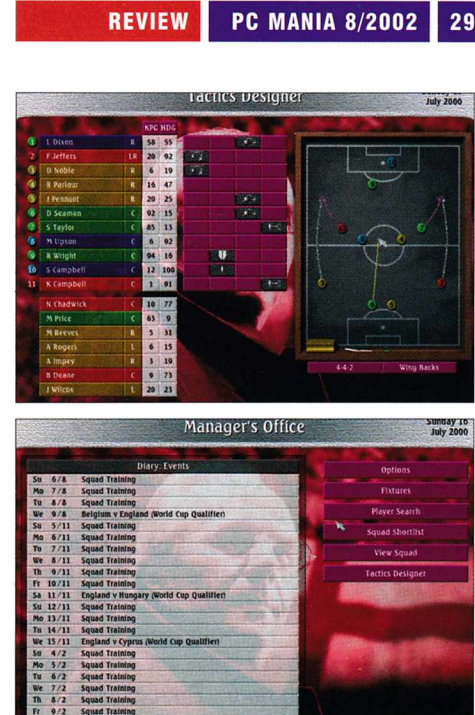 REVIEW PC MANIA 8/2002 29
Tactics Designer
July 2000
KPG HDG
1 L Dixon R 58 55
2 F Jeffers LR 20 92
3 D Noble R 6 19
4 R Parlour R 16 47
5 J Pennant R 20 25
6 D Seaman C 92 15
7 S Taylor C 85 13
8 M Upson C 6 92
9 R Wright C 94 16
10 S Campbell C 12 100
11 K Campbell C 1 91
N Chadwick C 10 77
M Price C 63 9
M Reeves R 5 31
A Rogers L 6 15
A Impey R 3 19
B Deane C 9 73
J Wilcox L 20 23
4-4-2 Wing Backs
Manager's Office
Sunday 16
July 2000
Diary: Events
Su 6/8 Squad Training
Mo 7/8 Squad Training
Tu 8/8 Squad Training
We 9/8 Belgium v England (World Cup Qualifier)
Su 5/11 Squad Training
Mo 6/11 Squad Training
Tu 7/11 Squad Training
We 8/11 Squad Training
Th 9/11 Squad Training
Fr 10/11 Squad Training
Sa 11/11 England v Hungary (World Cup Qualifier)
Su 12/11 Squad Training
Mo 13/11 Squad Training
Tu 14/11 Squad Training
We 15/11 England v Cyprus (World Cup Qualifier)
Su 4/2 Squad Training
Mo 5/2 Squad Training
Tu 6/2 Squad Training
We 7/2 Squad Training
Th 8/2 Squad Training
Fr 9/2 Squad Training
Options
Fixtures
Player Search
Squad Shortlist
View Squad
Tactics Designer